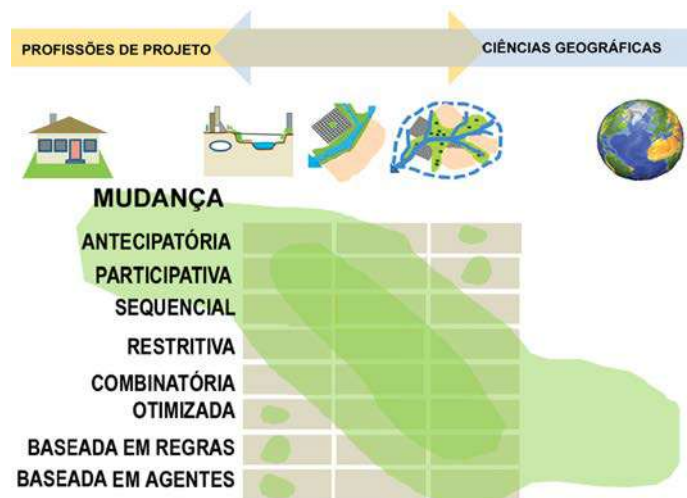 PROFISSÕES DE PROJETO
CIÊNCIAS GEOGRÁFICAS
MUDANÇA
ANTECIPATÓRIA
PARTICIPATIVA
SEQUENCIAL
RESTRITIVA
COMBINATÓRIA
OTIMIZADA
BASEADA EM REGRAS
BASEADA EM AGENTES